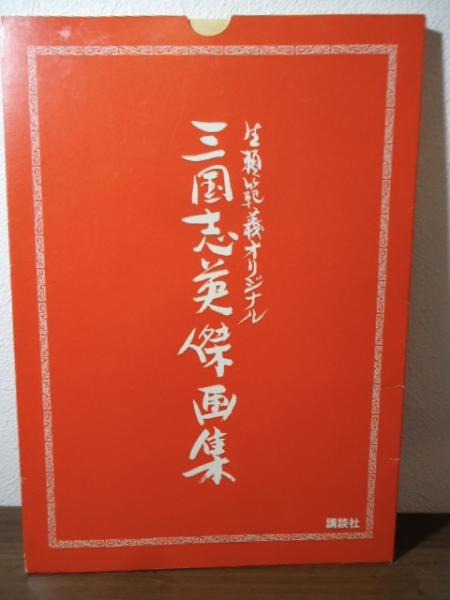 生頼範義オリジナル
三国志英傑画集
講談社